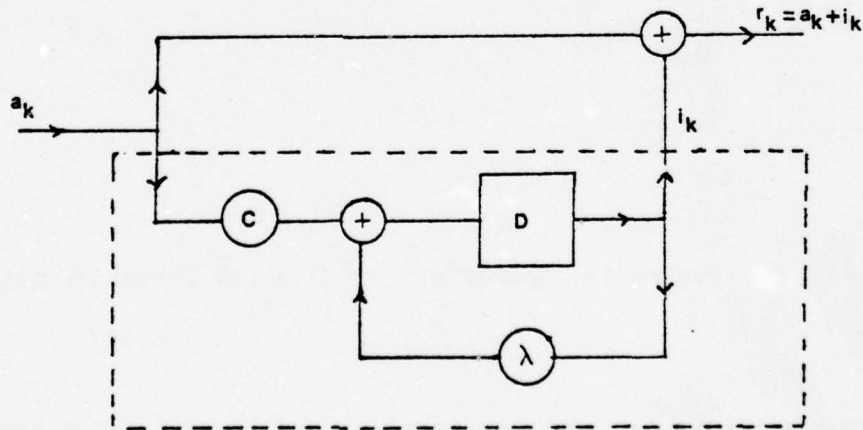 r_k = a_k + i_k
+
a_k
i_k
C
+
D
λ